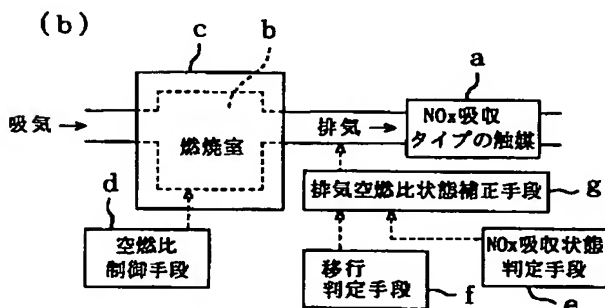 (b)
c
b
a
吸気→
燃焼室
排気→
NOx吸収
タイプの触媒
排気空燃比状態補正手段
g
d
空燃比
制御手段
移行
判定手段
f
NOx吸収状態
判定手段
e